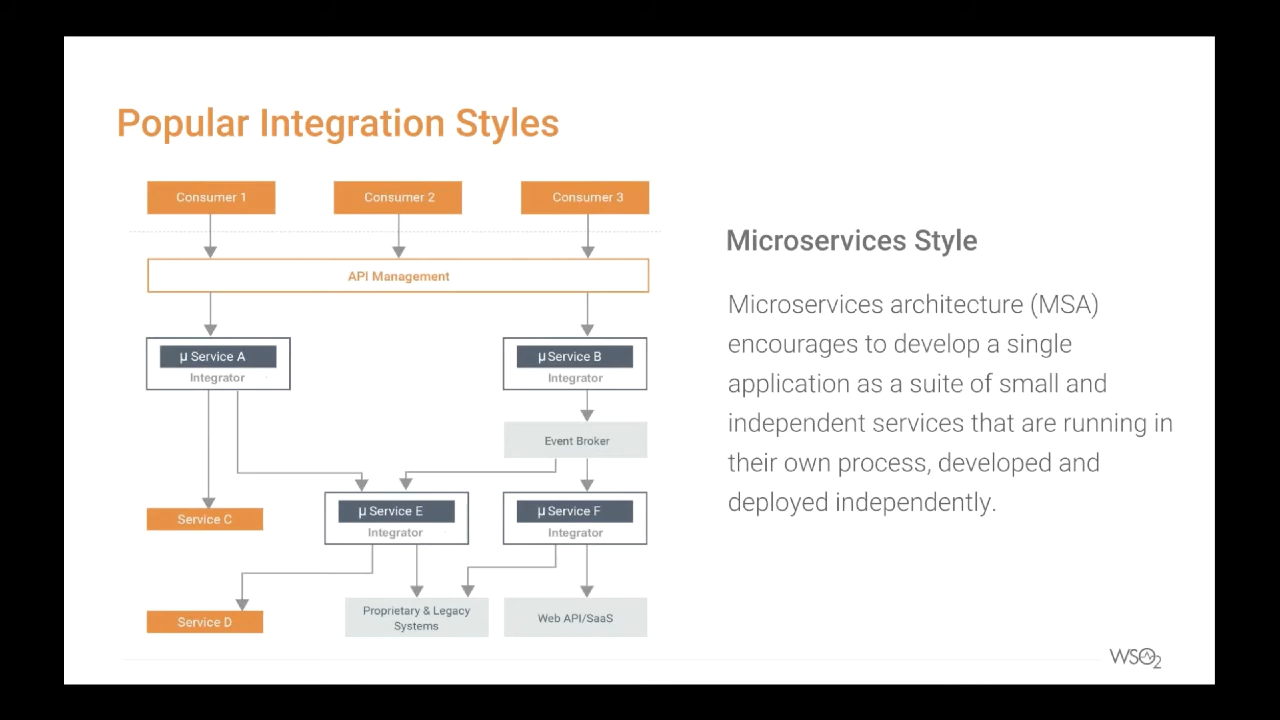 Popular Integration Styles
Consumer 1
Consumer 2
Consumer 3
API Management
µ Service A
Integrator
µ Service B
Integrator
Event Broker
µ Service E
Integrator
µ Service F
Integrator
Service C
Service D
Proprietary & Legacy
Systems
Web API/SaaS
Microservices Style
Microservices architecture (MSA)
encourages to develop a single
application as a suite of small and
independent services that are running in
their own process, developed and
deployed independently.
WSO2